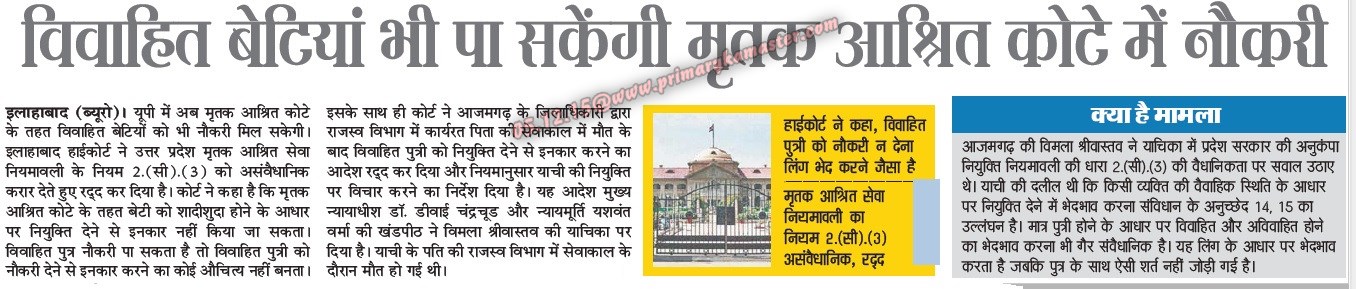 विवाहित बेटियां भी पा सकेंगी मृतक आश्रित कोटे में नौकरी
05.12.15@www.primarykamaster.com
इलाहाबाद (ब्यूरो)। यूपी में अब मृतक आश्रित कोटे
के तहत विवाहित बेटियों को भी नौकरी मिल सकेगी।
इलाहाबाद हाईकोर्ट ने उत्तर प्रदेश मृतक आश्रित सेवा
नियमावली के नियम 2.(सी).(3) को असंवैधानिक
करार देते हुए रद्द कर दिया है। कोर्ट ने कहा है कि मृतक
आश्रित कोटे के तहत बेटी को शादीशुदा होने के आधार
पर नियुक्ति देने से इनकार नहीं किया जा सकता।
विवाहित पुत्र नौकरी पा सकता है तो विवाहित पुत्री को
नौकरी देने से इनकार करने का कोई औचित्य नहीं बनता।
इसके साथ ही कोर्ट ने आजमगढ़ के जिलाधिकारी द्वारा
राजस्व विभाग में कार्यरत पिता की सेवाकाल में मौत के
बाद विवाहित पुत्री को नियुक्ति देने से इनकार करने का
आदेश रद्द कर दिया और नियमानुसार याची की नियुक्ति
पर विचार करने का निर्देश दिया है। यह आदेश मुख्य
न्यायाधीश डॉ. डीवाई चंद्रचूड और न्यायमूर्ति यशवंत
वर्मा की खंडपीठ ने विमला श्रीवास्तव की याचिका पर
दिया है। याची के पति की राजस्व विभाग में सेवाकाल के
दौरान मौत हो गई थी।
हाईकोर्ट ने कहा, विवाहित
पुत्री को नौकरी न देना
लिंग भेद करने जैसा है
मृतक आश्रित सेवा
नियमावली का
नियम 2.(सी).(3)
असंवैधानिक, रद्द
क्या है मामला
आजमगढ़ की विमला श्रीवास्तव ने याचिका में प्रदेश सरकार की अनुकंपा
नियुक्ति नियमावली की धारा 2.(सी).(3) की वैधानिकता पर सवाल उठाए
थे। याची की दलील थी कि किसी व्यक्ति की वैवाहिक स्थिति के आधार
पर नियुक्ति देने में भेदभाव करना संविधान के अनुच्छेद 14, 15 का
उल्लंघन है। मात्र पुत्री होने के आधार पर विवाहित और अविवाहित होने
का भेदभाव करना भी गैर संवैधानिक है। यह लिंग के आधार पर भेदभाव
करता है जबकि पुत्र के साथ ऐसी शर्त नहीं जोड़ी गई है।